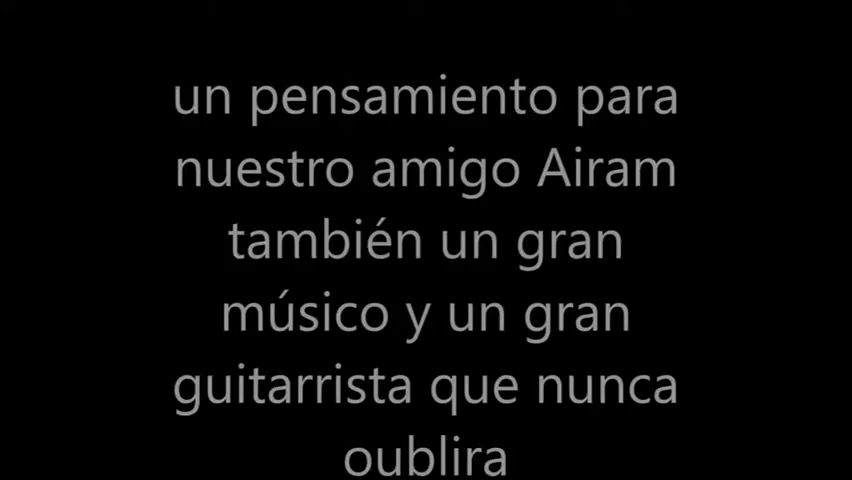 un pensamiento para
nuestro amigo Airam
también un gran
músico y un gran
guitarrista que nunca
oublira